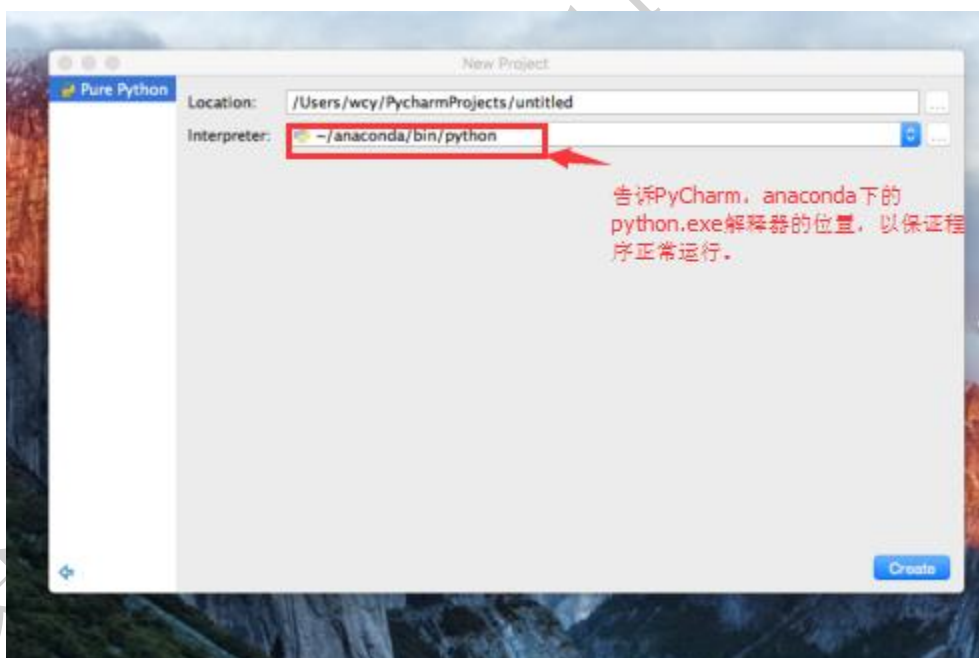 New Project
Pure Python
Location: /Users/wcy/PycharmProjects/untitled ...
Interpreter: ~/anaconda/bin/python ...
告诉PyCharm，anaconda下的
python.exe解释器的位置，以保证程
序正常运行。
Create